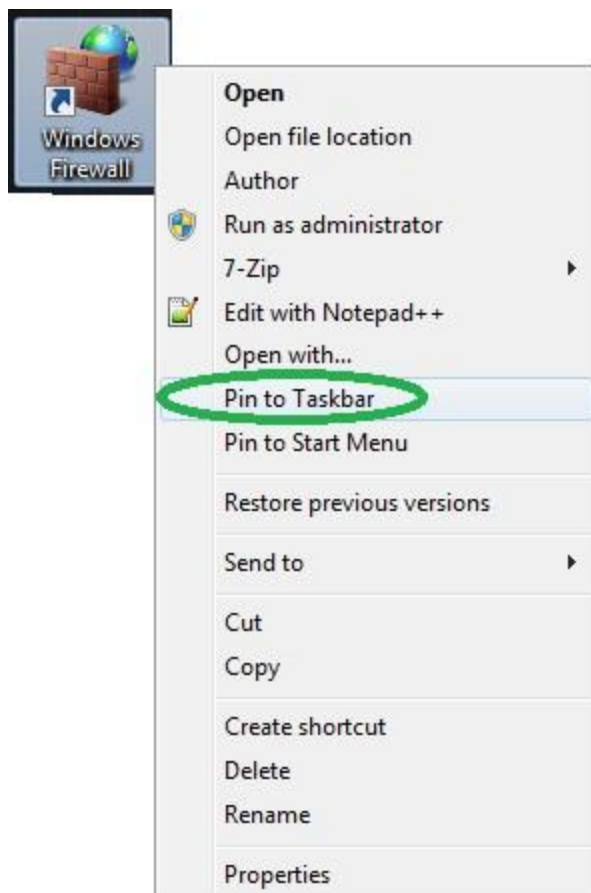 Windows
Firewall
Open
Open file location
Author
Run as administrator
7-Zip
Edit with Notepad++
Open with...
Pin to Taskbar
Pin to Start Menu
Restore previous versions
Send to
Cut
Copy
Create shortcut
Delete
Rename
Properties